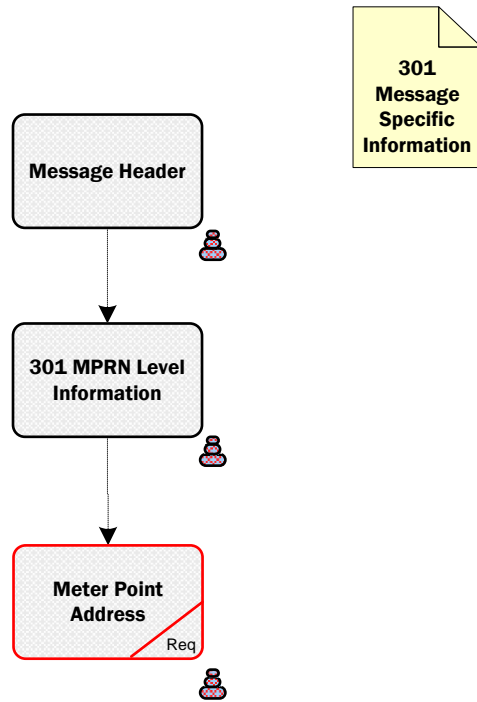 301
Message
Specific
Information
Message Header
301 MPRN Level
Information
Meter Point
Address
Req